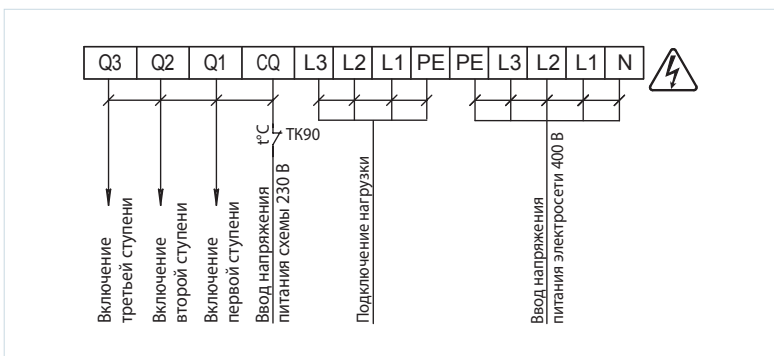 Q3 Q2 Q1 CQ L3 L2 L1 PE PE L3 L2 L1 N
t°C
TK90
Включение
третьей ступени
Включение
второй ступени
Включение
первой ступени
Ввод напряжения
питания схемы 230 В
Подключение нагрузки
Ввод напряжения
питания электросети 400 В